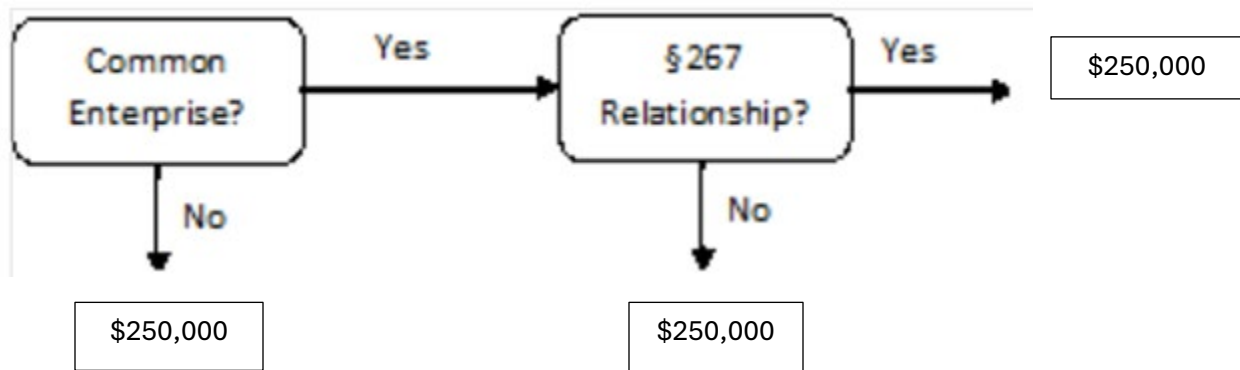 Common
Enterprise?
Yes
§267
Relationship?
Yes
$250,000
No
No
$250,000
$250,000